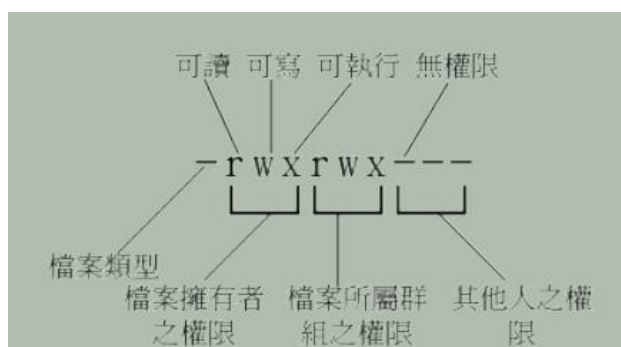 可讀 可寫 可執行 無權限
-rwxrwx---
檔案類型
檔案擁有者之權限
檔案所屬群組之權限
其他人之權限